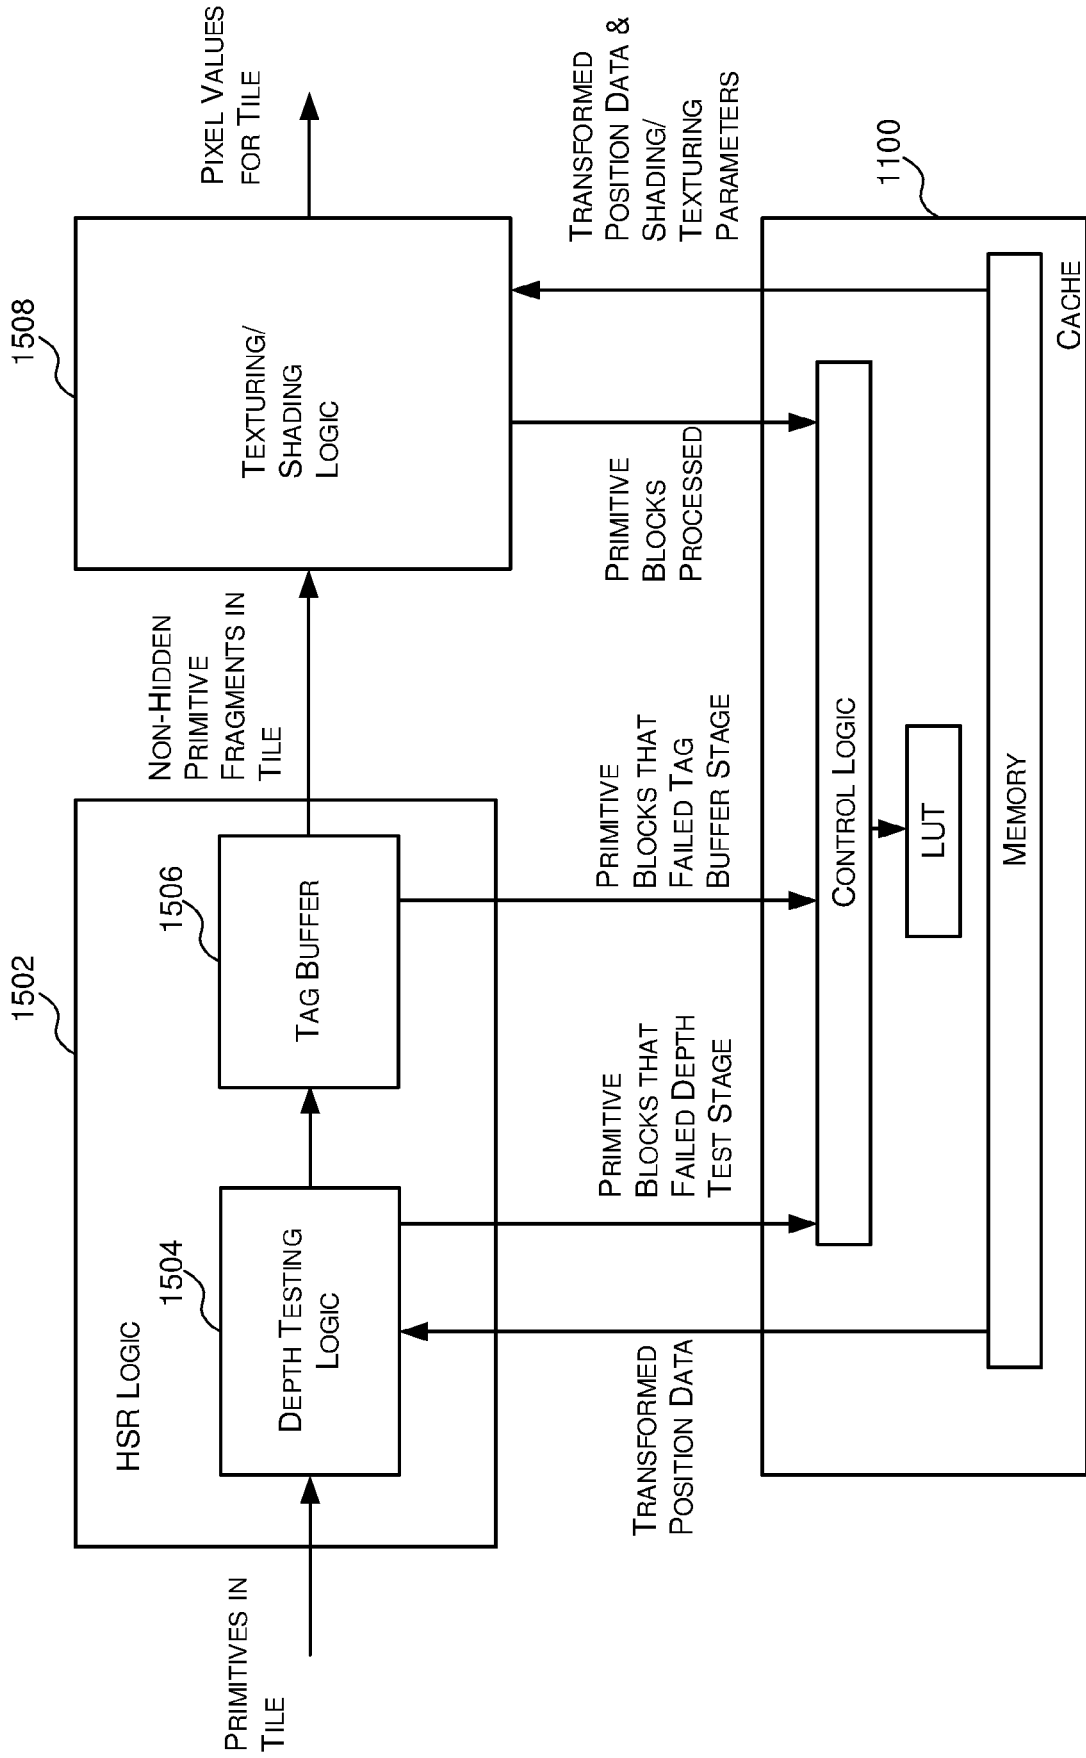 1502
1508
HSR LOGIC
1504
1506
PRIMITIVES IN
TILE
DEPTH TESTING
LOGIC
TAG BUFFER
NON-HIDDEN
PRIMITIVE
FRAGMENTS IN
TILE
TEXTURING/
SHADING
LOGIC
PIXEL VALUES
FOR TILE
TRANSFORMED
POSITION DATA
PRIMITIVE
BLOCKS THAT
FAILED DEPTH
TEST STAGE
PRIMITIVE
BLOCKS THAT
FAILED TAG
BUFFER STAGE
PRIMITIVE
BLOCKS
PROCESSED
TRANSFORMED
POSITION DATA &
SHADING/
TEXTURING
PARAMETERS
1100
CONTROL LOGIC
LUT
MEMORY
CACHE